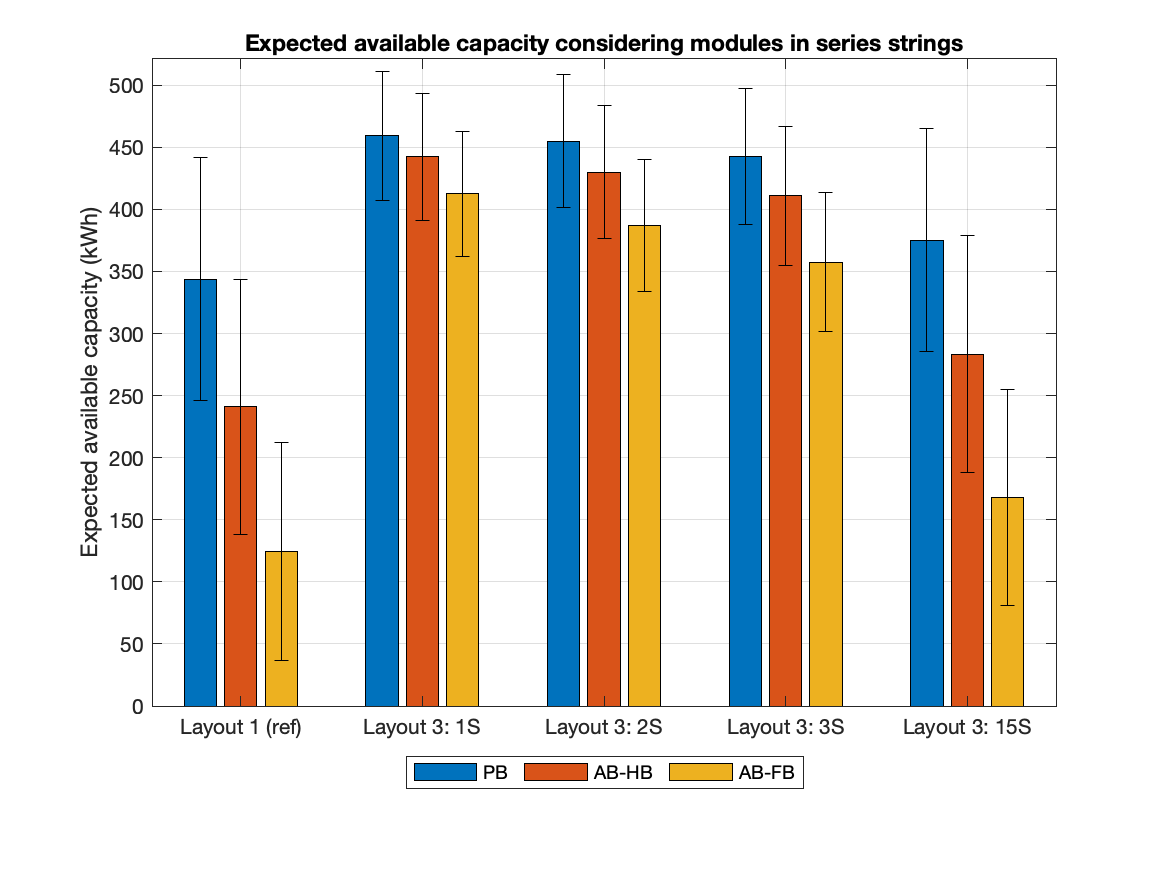 Expected available capacity considering modules in series strings
Expected available capacity (kWh)
500
450
400
350
300
250
200
150
100
50
0
Layout 1 (ref) Layout 3: 1S Layout 3: 2S Layout 3: 3S Layout 3: 15S
PB AB-HB AB-FB